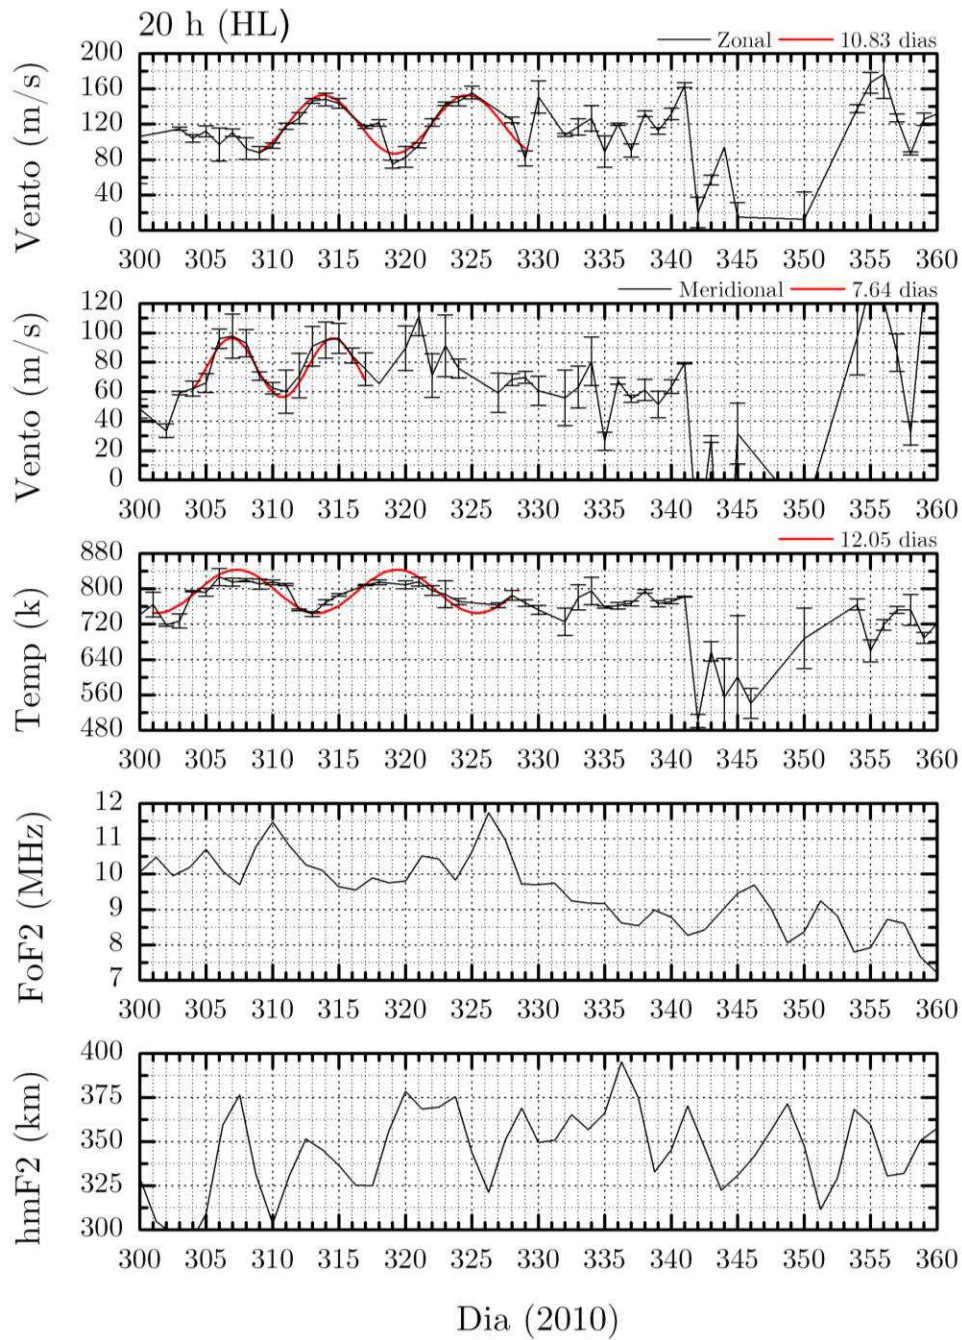 20 h (HL)
Zonal 10.83 dias
200
160
120
80
40
0
Vento (m/s)
300 305 310 315 320 325 330 335 340 345 350 355 360
Meridional 7.64 dias
120
100
80
60
40
20
0
Vento (m/s)
300 305 310 315 320 325 330 335 340 345 350 355 360
12.05 dias
880
800
720
640
560
480
Temp (k)
300 305 310 315 320 325 330 335 340 345 350 355 360
12
11
10
9
8
7
FoF2 (MHz)
300 305 310 315 320 325 330 335 340 345 350 355 360
400
375
350
325
300
hmF2 (km)
300 305 310 315 320 325 330 335 340 345 350 355 360
Dia (2010)